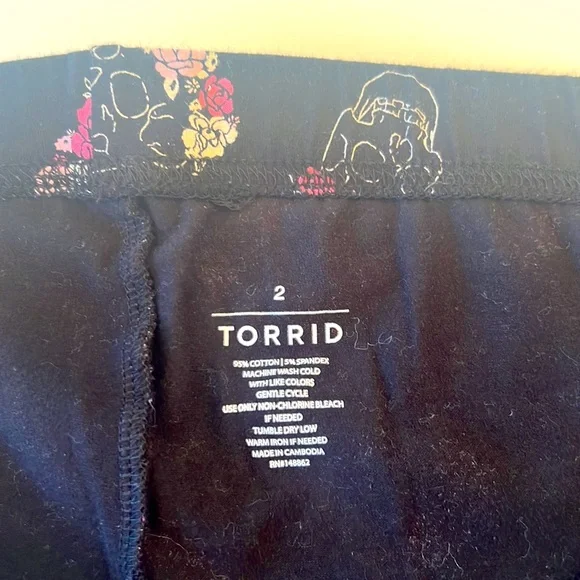 2
TORRID
95% COTTON | 5% SPANDEX
MACHINE WASH COLD
WITH LIKE COLORS
GENTLE CYCLE
USE ONLY NON-CHLORINE BLEACH
IF NEEDED
TUMBLE DRY LOW
WARM IRON IF NEEDED
MADE IN CAMBODIA
RN#148862